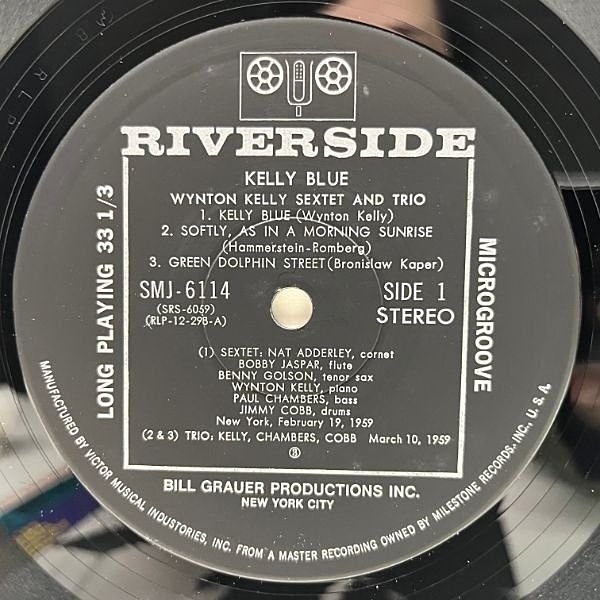 RIVERSIDE
KELLY BLUE
WYNTON KELLY SEXTET AND TRIO
1. KELLY BLUE (Wynton Kelly)
2. SOFTLY, AS IN A MORNING SUNRISE
(Hammerstein-Romberg)
3. GREEN DOLPHIN STREET (Bronislaw Kaper)
LONG PLAYING 33 1/3
MICROGROOVE
SMJ-6114
(SRS-6059)
(RLP-12-298-A)
SIDE 1
STEREO
(1) SEXTET: NAT ADDERLEY, cornet
BOBBY JASPAR, flute
BENNY GOLSON, tenor sax
WYNTON KELLY, piano
PAUL CHAMBERS, bass
JIMMY COBB, drums
New York, February 19, 1959
(2 & 3) TRIO: KELLY, CHAMBERS, COBB March 10, 1959
BILL GRAUER PRODUCTIONS INC.
NEW YORK CITY
MANUFACTURED BY VICTOR MUSICAL INDUSTRIES, INC. FROM A MASTER RECORDING OWNED BY MILESTONE RECORDS, INC., U. S. A.